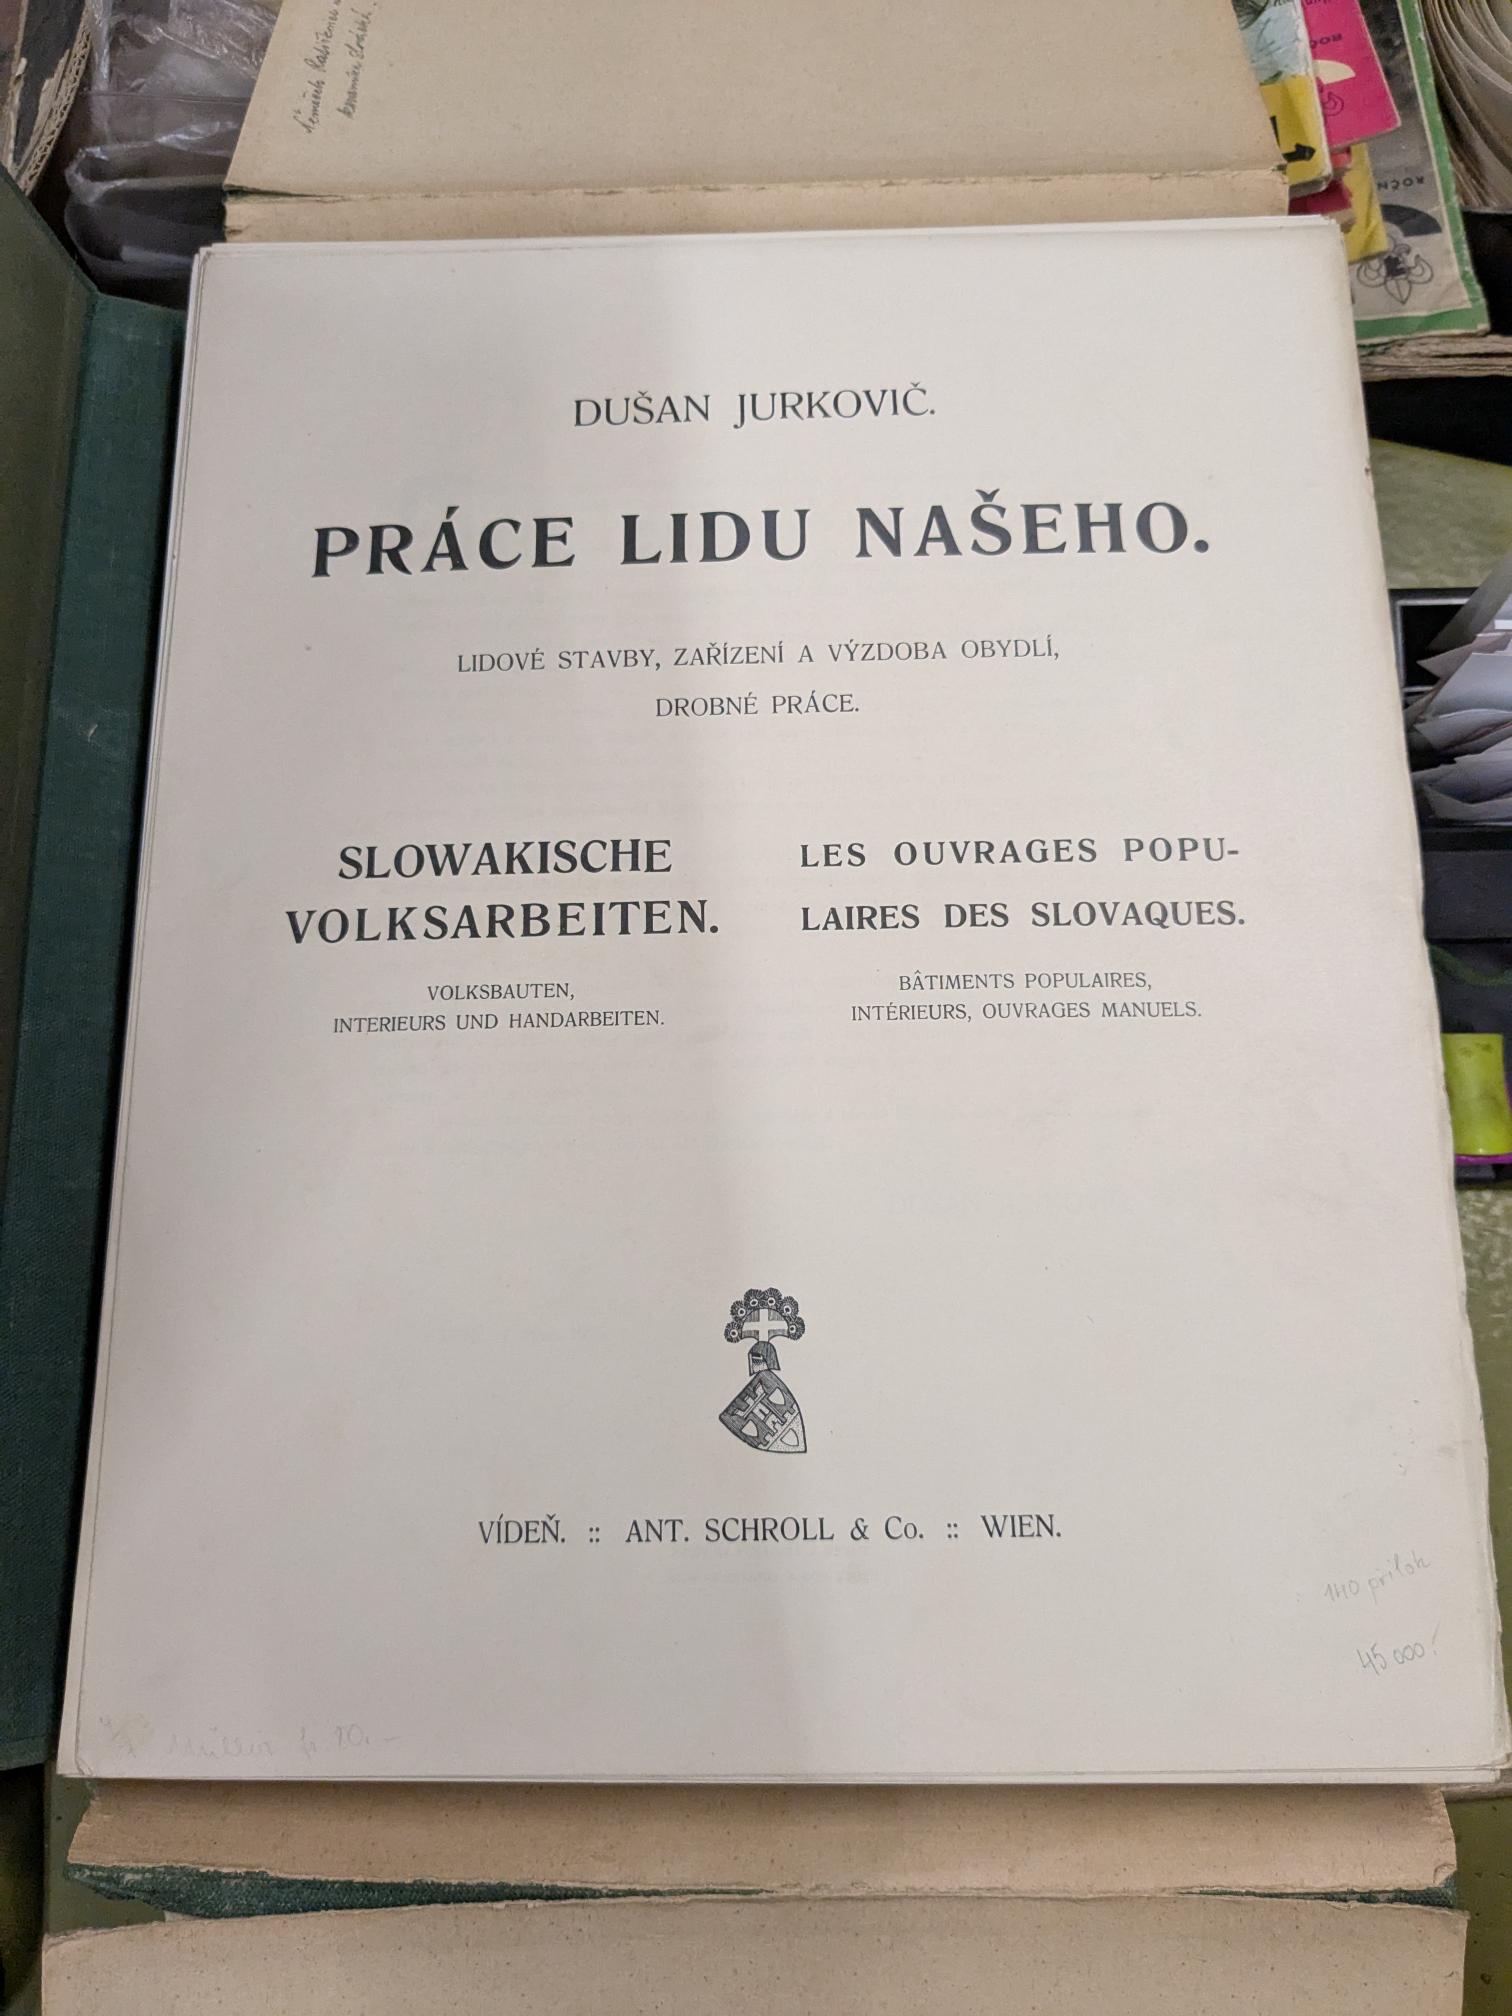 DUŠAN JURKOVIČ.
PRÁCE LIDU NAŠEHO.
LIDOVÉ STAVBY, ZAŘÍZENÍ A VÝZDOBA OBYDLÍ,
DROBNÉ PRÁCE.
SLOWAKISCHE
VOLKSARBEITEN.
VOLKSBAUTEN,
INTERIEURS UND HANDARBEITEN.
LES OUVRAGES POPU-
LAIRES DES SLOVAQUES.
BÂTIMENTS POPULAIRES,
INTÉRIEURS, OUVRAGES MANUELS.
VÍDEŇ. :: ANT. SCHROLL & Co. :: WIEN.
140 příloh
45 000